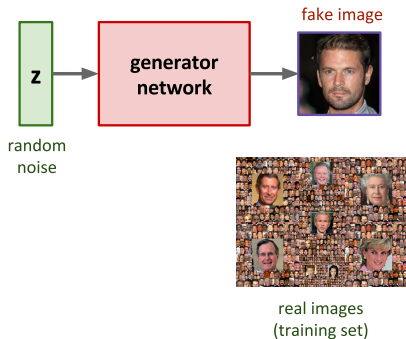 fake image
z
generator
network
random
noise
real images
(training set)